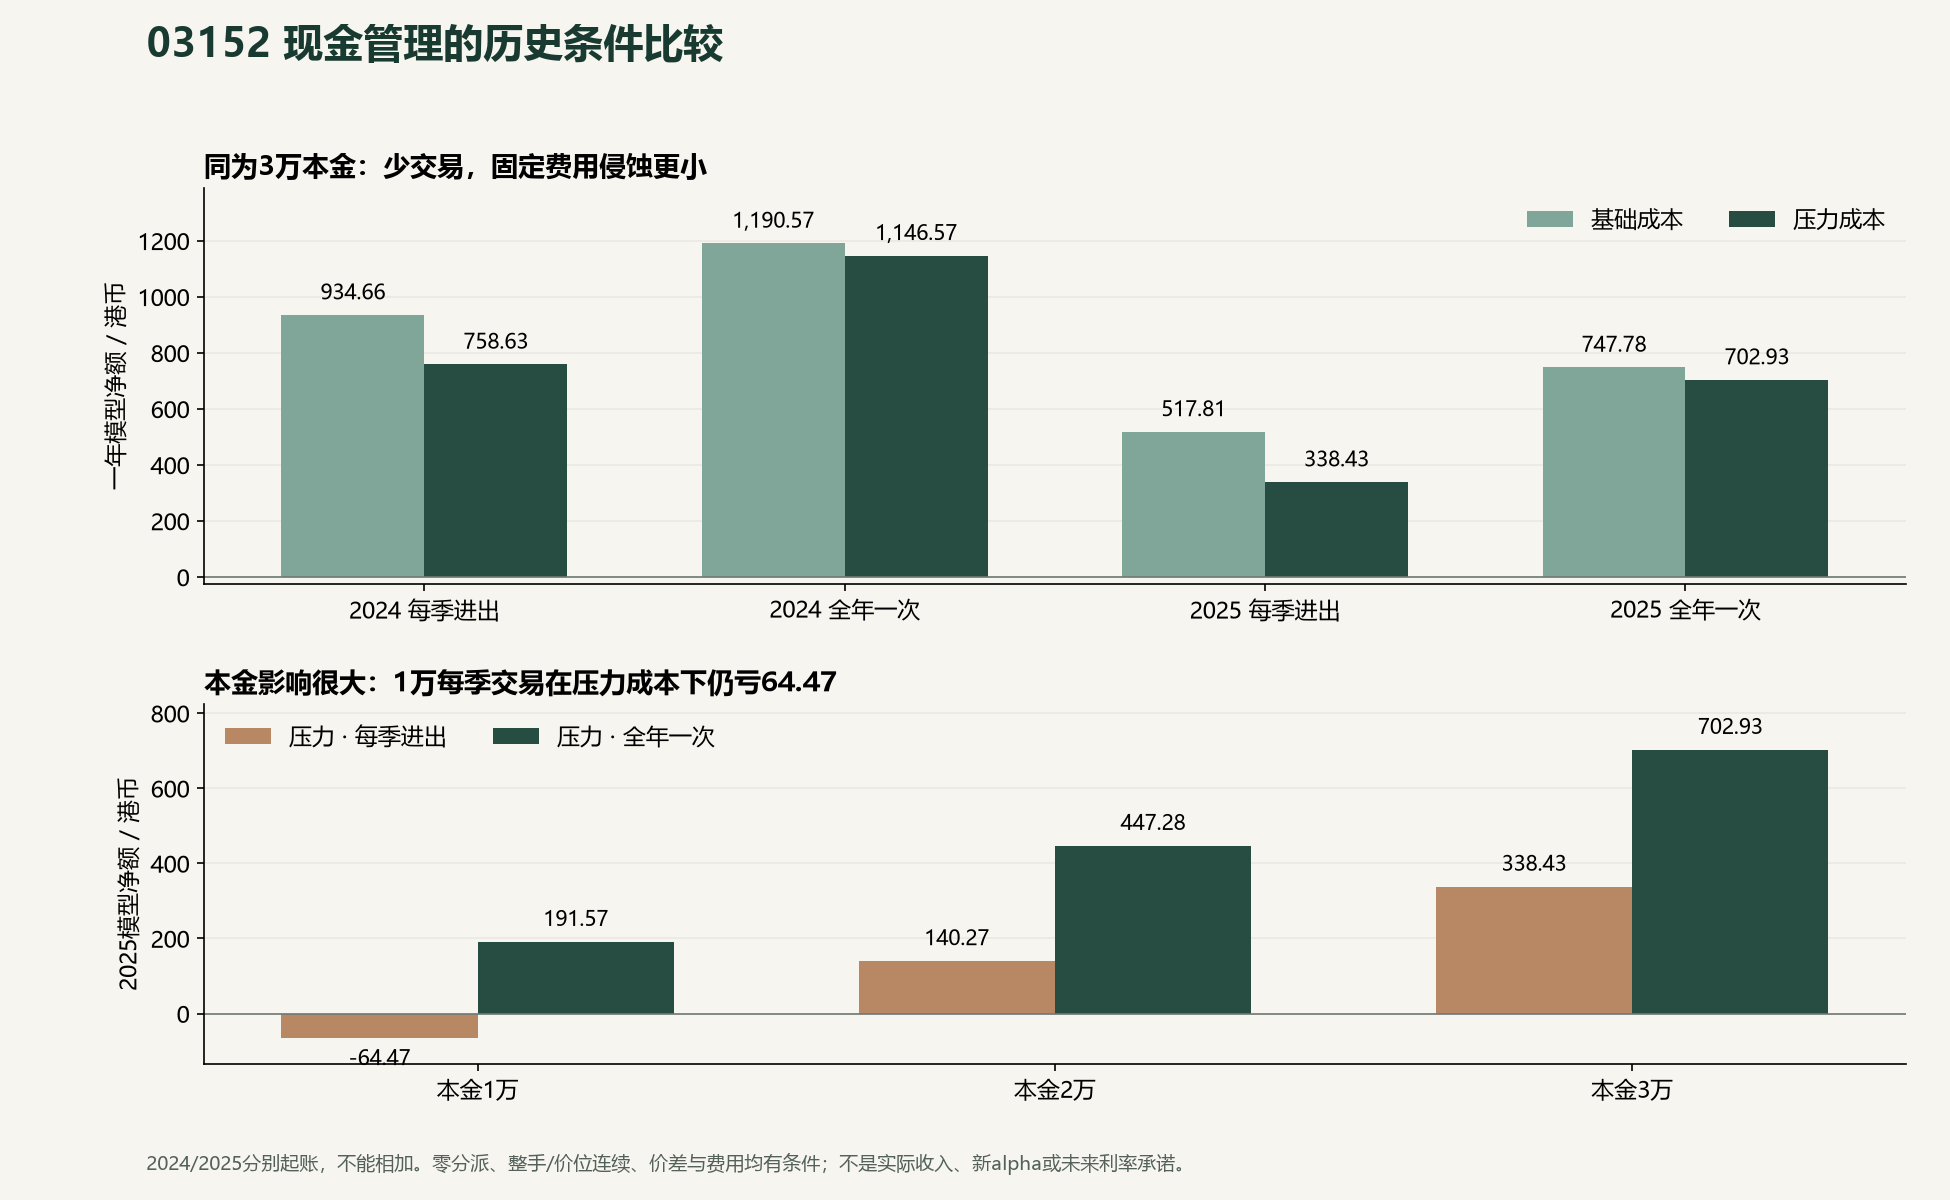 03152 现金管理的历史条件比较
同为3万本金：少交易，固定费用侵蚀更小
基础成本
压力成本
一年模型净额 / 港币
1200
1000
800
600
400
200
0
934.66
758.63
1,190.57
1,146.57
517.81
338.43
747.78
702.93
2024 每季进出
2024 全年一次
2025 每季进出
2025 全年一次
本金影响很大：1万每季交易在压力成本下仍亏64.47
压力 · 每季进出
压力 · 全年一次
2025模型净额 / 港币
800
600
400
200
0
-64.47
191.57
140.27
447.28
338.43
702.93
本金1万
本金2万
本金3万
2024/2025分别起账，不能相加。零分派、整手/价位连续、价差与费用均有条件；不是实际收入、新alpha或未来利率承诺。